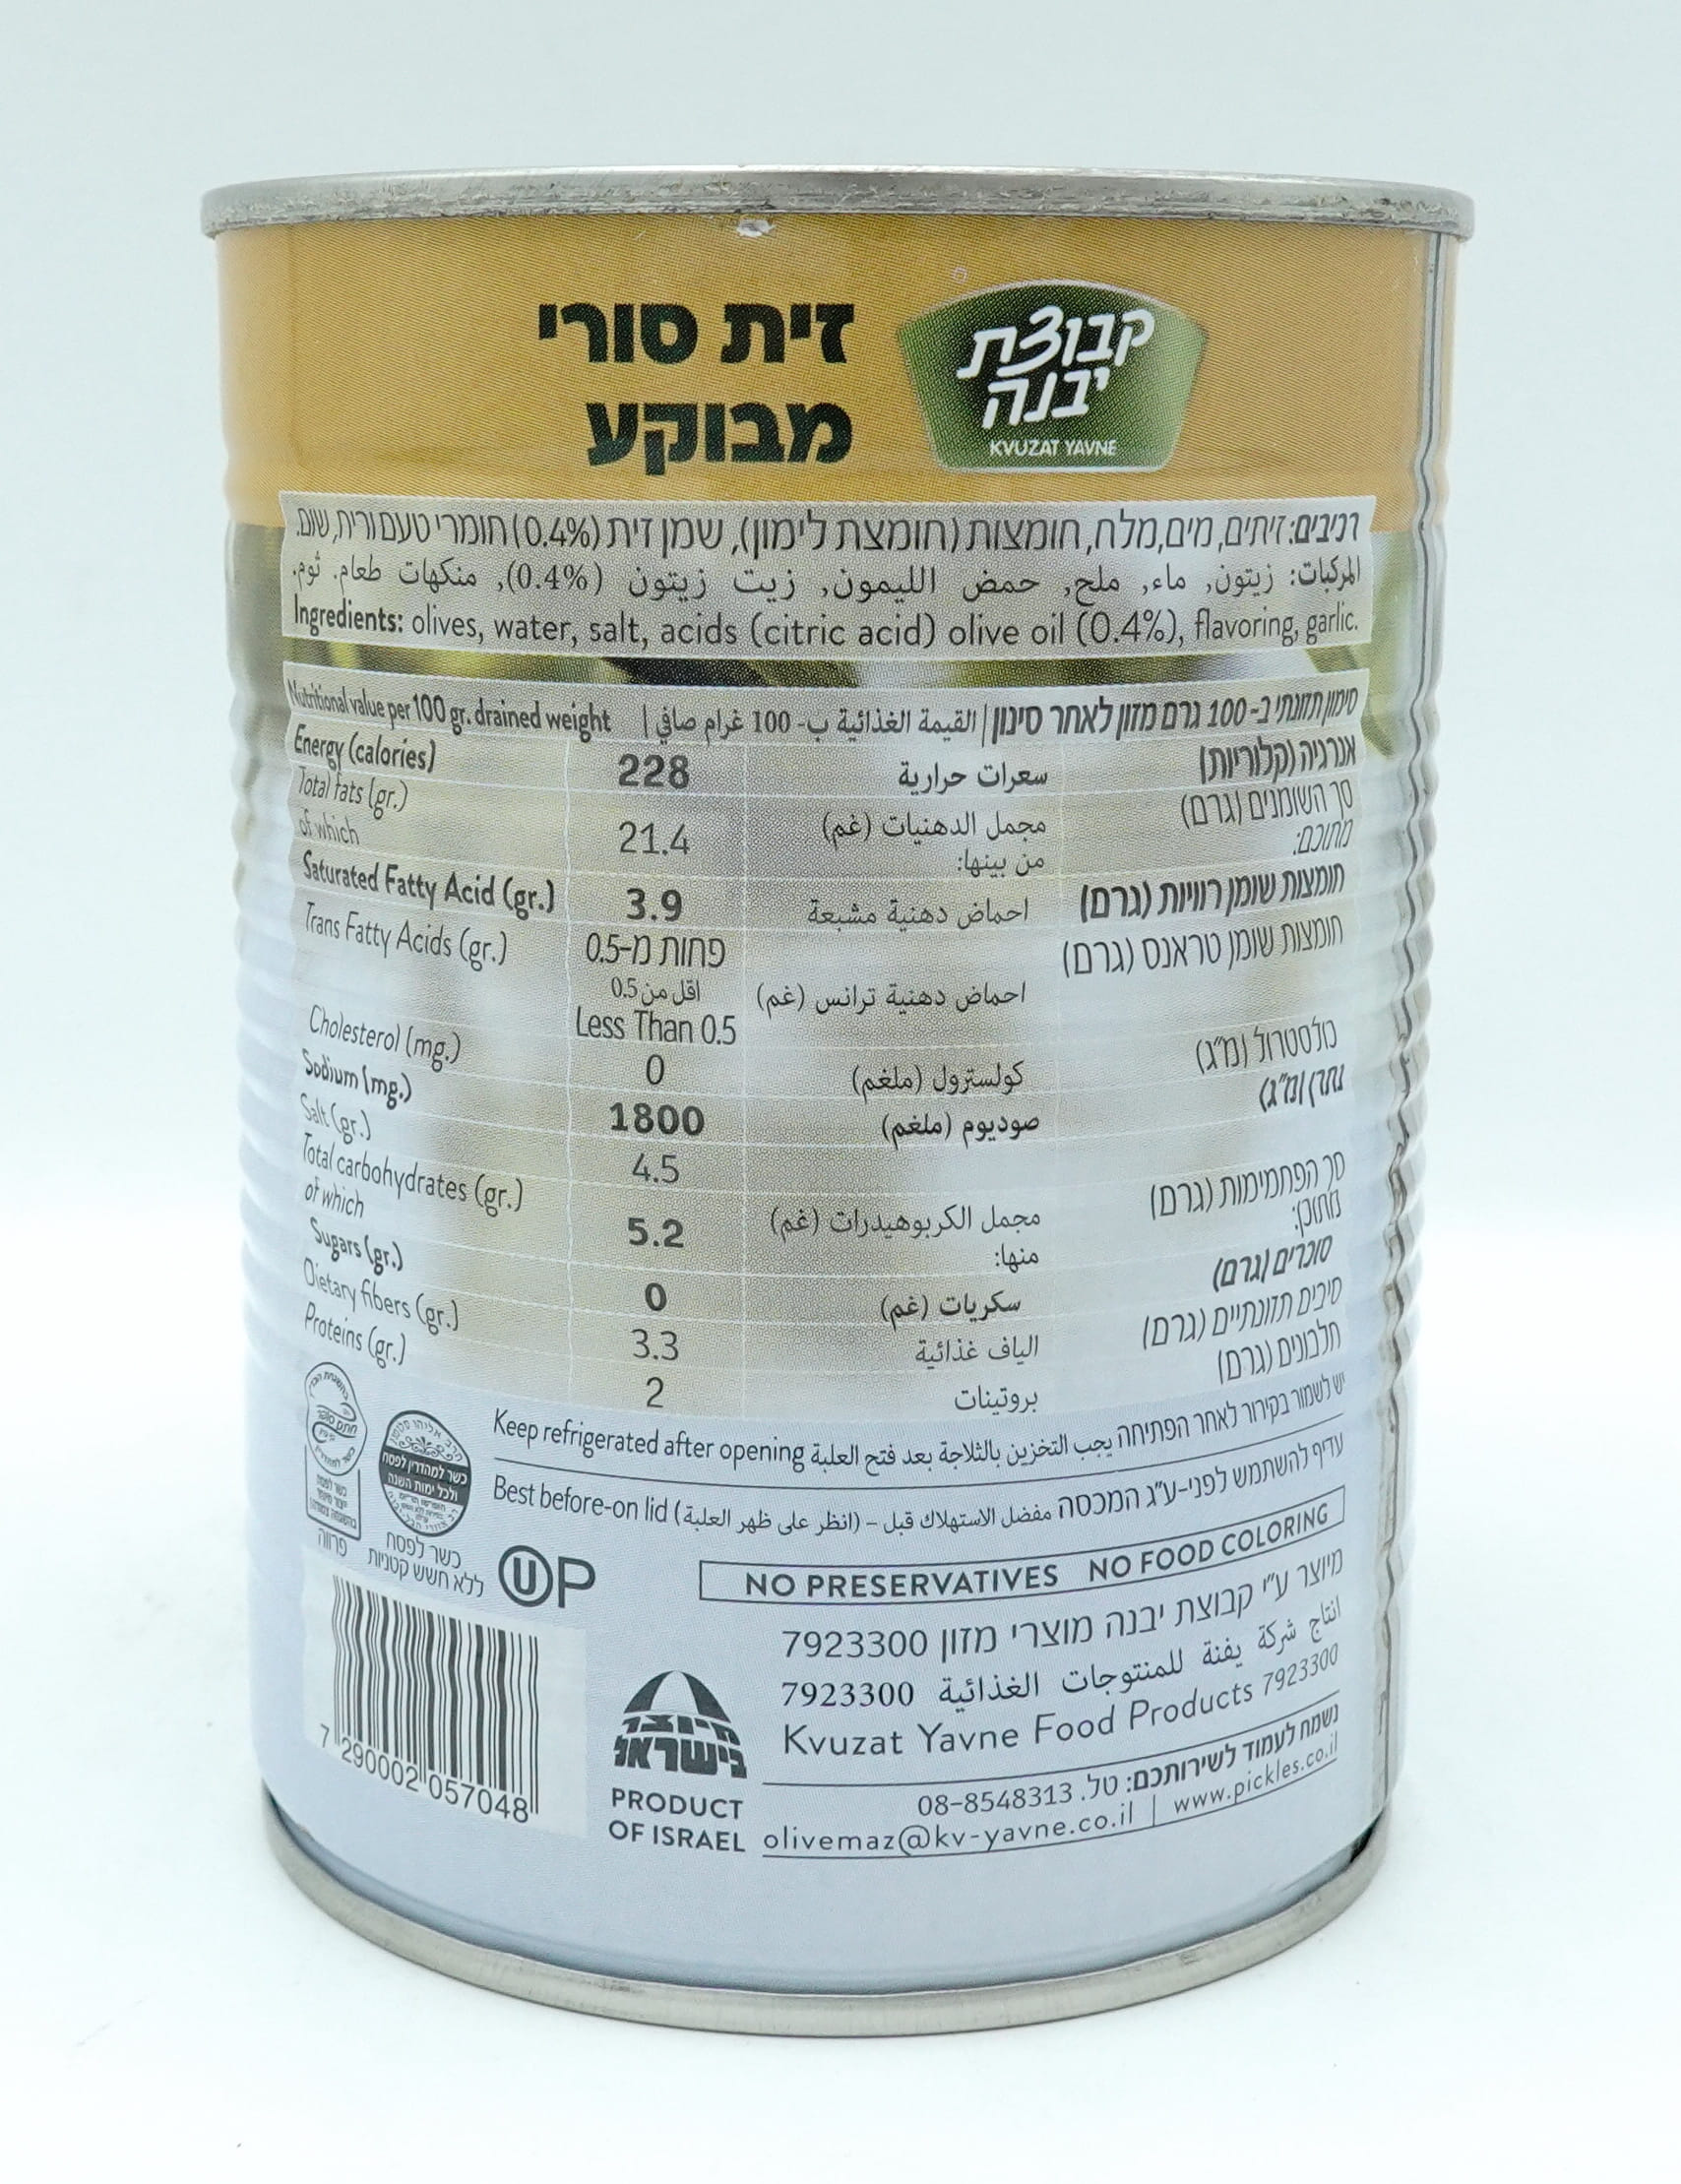 זית סורי
מבוקע
קבוצת
יבנה
KVUZAT YAVNE
רכיבים: זיתים, מים, מלח, חומצות (חומצת לימון), שמן זית (0.4%) חומרי טעם וריח, שום.
المركبات: زيتون, ماء, ملح, حمض الليمون, زيت زيتون (0.4%), منكهات طعام. ثوم.
Ingredients: olives, water, salt, acids (citric acid) olive oil (0.4%), flavoring, garlic.
Nutritional value per 100 gr. drained weight | القيمة الغذائية ب- 100 غرام صافي | סימון תזונתי ב-100 גרם מזון לאחר סינון
Energy (calories) 228 سعرات حرارية אנרגיה (קלוריות)
Total fats (gr.) 21.4 مجمل الدهنيات (غم) סך השומנים (גרם)
of which من بينها: מתוכם:
Saturated Fatty Acid (gr.) 3.9 احماض دهنية مشبعة חומצות שומן רוויות (גרם)
Trans Fatty Acids (gr.) פחות מ-0.5 חומצות שומן טראנס (גרם)
اقل من 0.5 احماض دهنية ترانس (غم)
Less Than 0.5
Cholesterol (mg.) 0 كولسترول (ملغم) כולסטרול (מ"ג)
Sodium (mg.) 1800 صوديوم (ملغم) נתרן (מ"ג)
Salt (gr.) 4.5
Total carbohydrates (gr.) 5.2 مجمل الكربوهيدرات (غم) סך הפחמימות (גרם)
of which منها: מתוכן:
Sugars (gr.) 0 سكريات (غم) סוכרים (גרם)
Dietary fibers (gr.) 3.3 الياف غذائية סיבים תזונתיים (גרם)
Proteins (gr.) 2 بروتينات חלבונים (גרם)
Keep refrigerated after opening يجب التخزين بالثلاجة بعد فتح العلبة יש לשמור בקירור לאחר הפתיחה
Best before-on lid (انظر على ظهر العلبة) – مفضل الاستهلاك قبل עדיף להשתמש לפני-ע"ג המכסה
כשר למהדרין לפסח
ולכל ימות השנה
פרווה
כשר לפסח
ללא חשש קטניות
UP
NO PRESERVATIVES NO FOOD COLORING
מיוצר ע"י קבוצת יבנה מוצרי מזון 7923300
انتاج شركة يفنة للمنتوجات الغذائية 7923300
Kvuzat Yavne Food Products 7923300
נשמח לעמוד לשירותכם: טל. 08-8548313
olivemaz@kv-yavne.co.il | www.pickles.co.il
מיוצר
בישראל
PRODUCT
OF ISRAEL
7 290002 057048